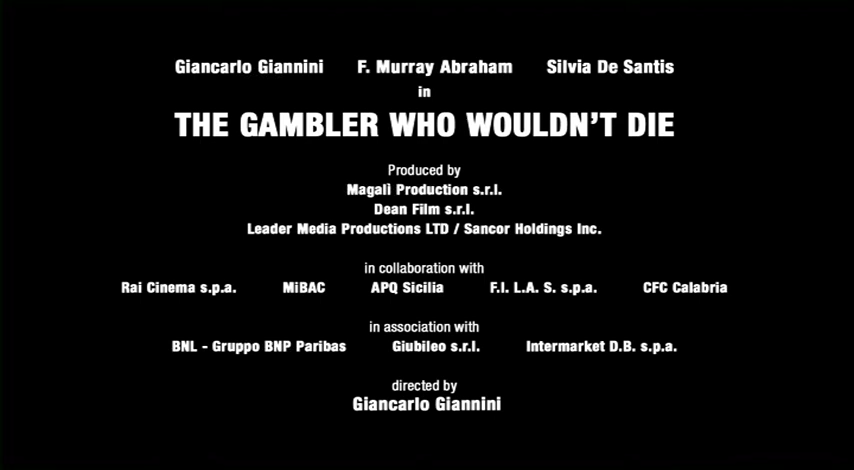 Giancarlo Giannini F. Murray Abraham Silvia De Santis
in
THE GAMBLER WHO WOULDN'T DIE
Produced by
Magalì Production s.r.l.
Dean Film s.r.l.
Leader Media Productions LTD / Sancor Holdings Inc.
in collaboration with
Rai Cinema s.p.a. MiBAC APQ Sicilia F.I. L.A. S. s.p.a. CFC Calabria
in association with
BNL - Gruppo BNP Paribas Giubileo s.r.l. Intermarket D.B. s.p.a.
directed by
Giancarlo Giannini